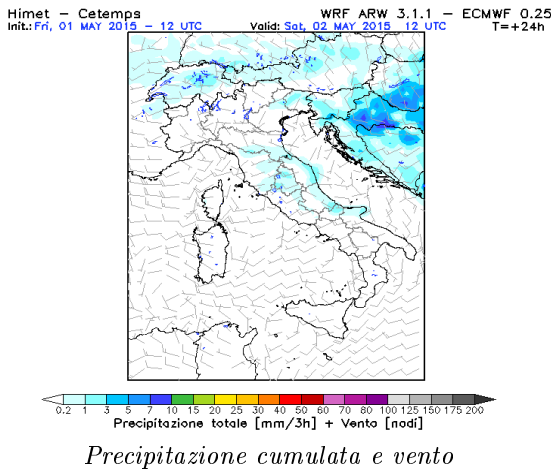 Himet - Cetemps WRF ARW 3.1.1 - ECMWF 0.25
Init.: Fri, 01 MAY 2015 - 12 UTC Valid: Sat, 02 MAY 2015 12 UTC T=+24h
0.2 1 3 5 7 10 15 20 25 30 40 50 60 70 80 100 125 150 175 200
Precipitazione totale [mm/3h] + Vento [nodi]
Precipitazione cumulata e vento